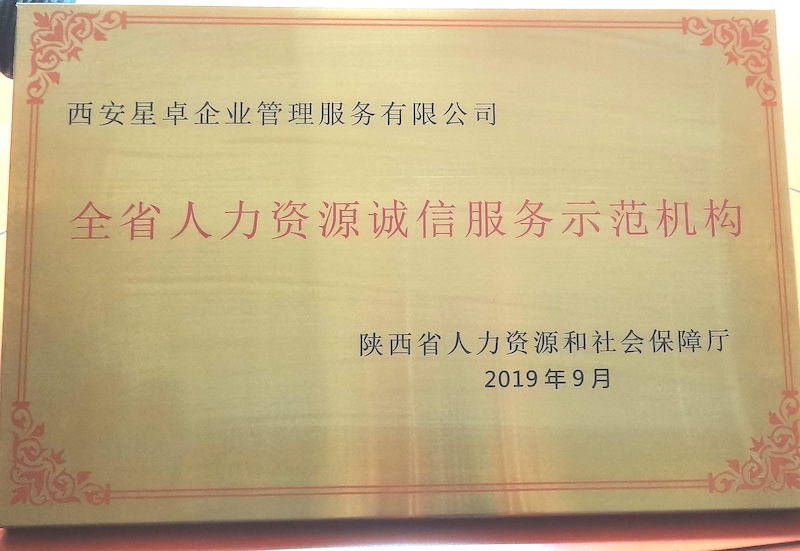 西安星卓企业管理服务有限公司
全省人力资源诚信服务示范机构
陕西省人力资源和社会保障厅
2019年9月